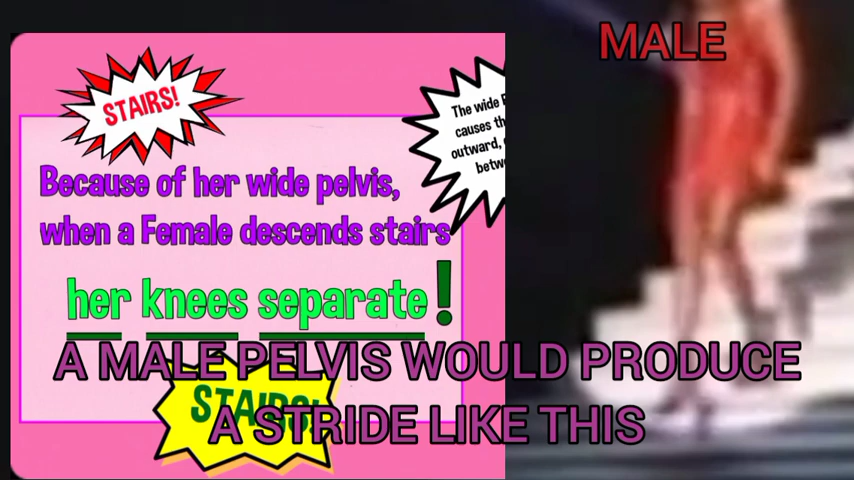 MALE
STAIRS!
The wide
causes
outward,
Because of her wide pelvis,
when a Female descends stairs
her knees separate!
A MALE PELVIS WOULD PRODUCE
STAIRS!
A STRIDE LIKE THIS